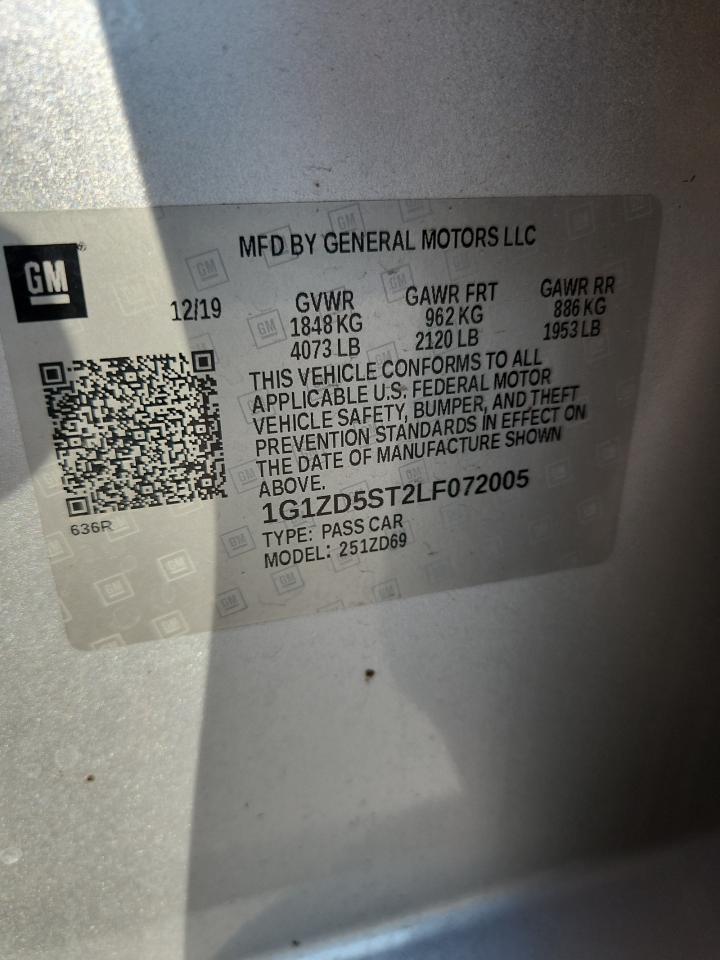 MFD BY GENERAL MOTORS LLC
GM®
12/19
GVWR
1848 KG
4073 LB
GAWR FRT
962 KG
2120 LB
GAWR RR
886 KG
1953 LB
THIS VEHICLE CONFORMS TO ALL
APPLICABLE U.S. FEDERAL MOTOR
VEHICLE SAFETY, BUMPER, AND THEFT
PREVENTION STANDARDS IN EFFECT ON
THE DATE OF MANUFACTURE SHOWN
ABOVE.
1G1ZD5ST2LF072005
TYPE: PASS CAR
MODEL: 251ZD69
636R